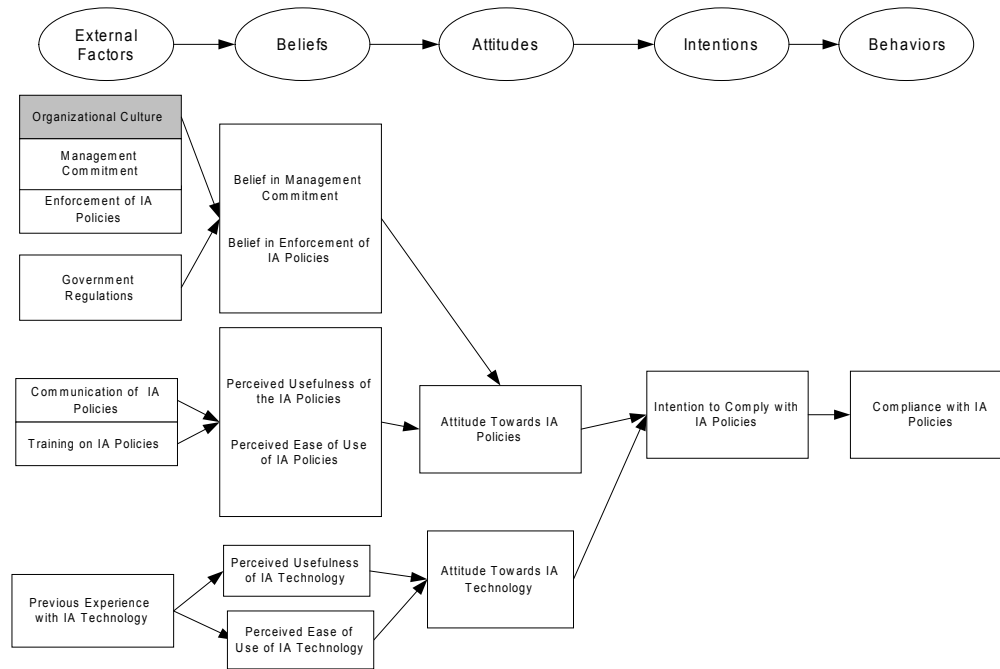 External
Factors
Beliefs
Attitudes
Intentions
Behaviors
Organizational Culture
Management
Commitment
Enforcement of IA
Policies
Government
Regulations
Belief in Management
Commitment
Belief in Enforcement of
IA Policies
Communication of IA
Policies
Training on IA Policies
Perceived Usefulness of
the IA Policies
Perceived Ease of Use
of IA Policies
Attitude Towards IA
Policies
Intention to Comply with
IA Policies
Compliance with IA
Policies
Previous Experience
with IA Technology
Perceived Usefulness
of IA Technology
Perceived Ease of
Use of IA Technology
Attitude Towards IA
Technology